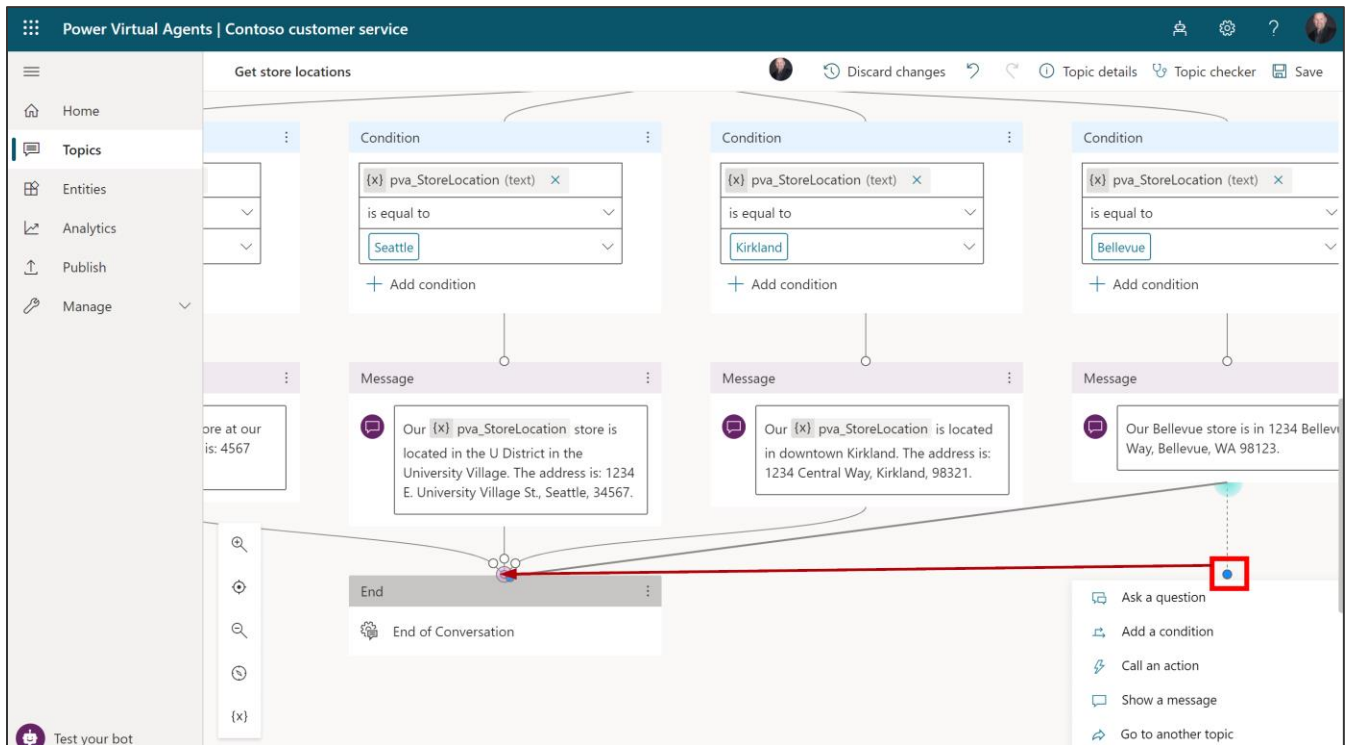 Power Virtual Agents | Contoso customer service
?
Get store locations
Discard changes
Topic details
Topic checker
Save
Home
Topics
Entities
Analytics
Publish
Manage
Condition
{x} pva_StoreLocation (text)
is equal to
Seattle
Add condition
Condition
{x} pva_StoreLocation (text)
is equal to
Kirkland
Add condition
Condition
{x} pva_StoreLocation (text)
is equal to
Bellevue
Add condition
ore at our
is: 4567
Message
Our {x} pva_StoreLocation store is
located in the U District in the
University Village. The address is: 1234
E. University Village St., Seattle, 34567.
Message
Our {x} pva_StoreLocation is located
in downtown Kirkland. The address is:
1234 Central Way, Kirkland, 98321.
Message
Our Bellevue store is in 1234 Bellev
Way, Bellevue, WA 98123.
End
End of Conversation
Ask a question
Add a condition
Call an action
Show a message
Go to another topic
{x}
Test your bot